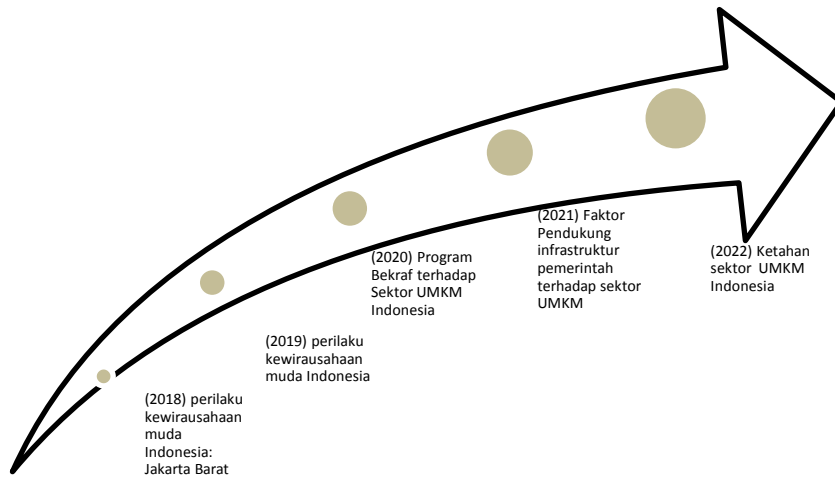 (2018) perilaku
kewirausahaan
muda
Indonesia:
Jakarta Barat
(2019) perilaku
kewirausahaan
muda Indonesia
(2020) Program
Bekraf terhadap
Sektor UMKM
Indonesia
(2021) Faktor
Pendukung
infrastruktur
pemerintah
terhadap sektor
UMKM
(2022) Ketahan
sektor UMKM
Indonesia